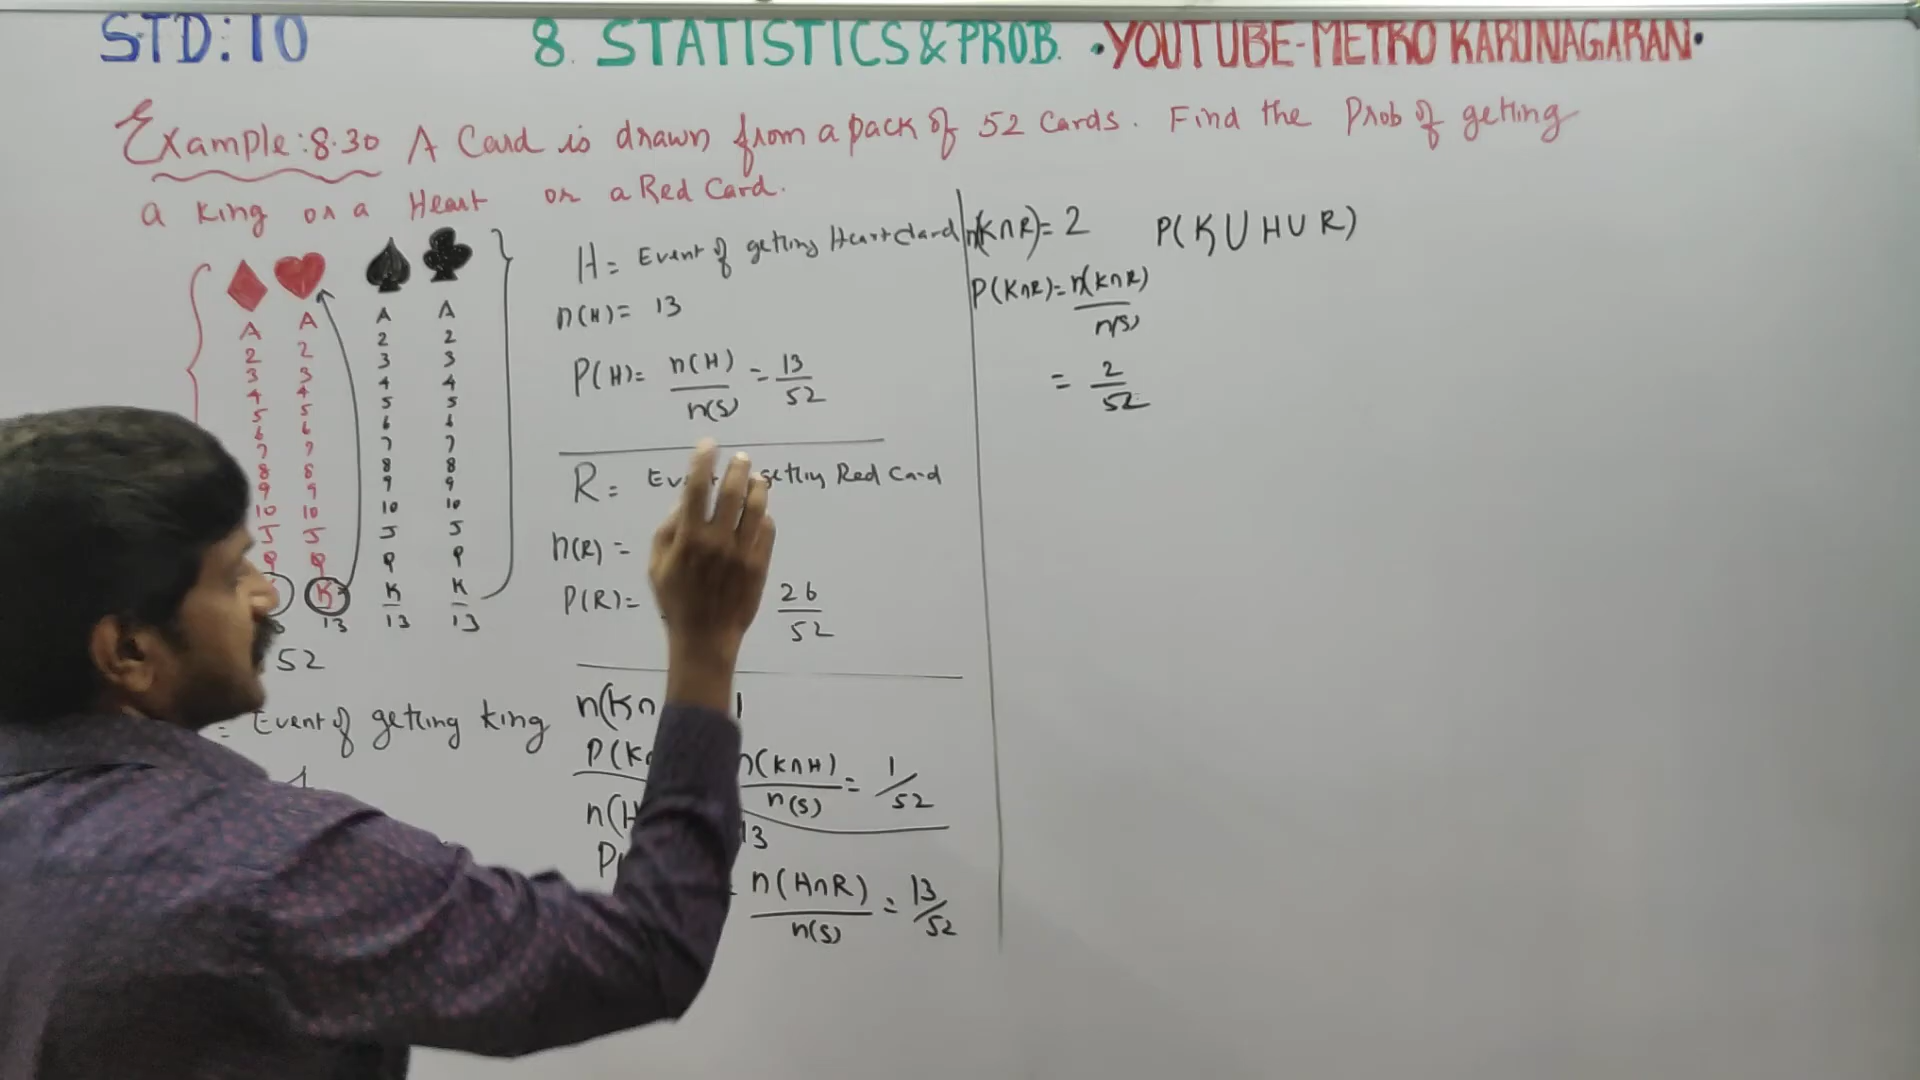 STD:10 8. STATISTICS & PROB. •YOUTUBE-METRO KARUNAGARAN•
Example:8.30 A Card is drawn from a pack of 52 Cards. Find the Prob of getting
a King or a Heart or a Red Card.
A A A A
2 2 2 2
3 3 3 3
4 4 4 4
5 5 5 5
6 6 6 6
7 7 7 7
8 8 8 8
9 9 9 9
10 10 10 10
J J J J
Q Q Q Q
K K K
13 13 13
52
= Event of getting king
H = Event of getting Heart Card
n(H) = 13
P(H) = n(H)/n(S) = 13/52
R = getting Red Card
n(R) =
P(R) = 26/52
n(K∩ 1
P(K n(K∩H)/n(S) = 1/52
n(H 13
P = n(H∩R)/n(S) = 13/52
n(K∩R) = 2
P(K∩R) = n(K∩R)/n(S)
= 2/52
P(K∪H∪R)